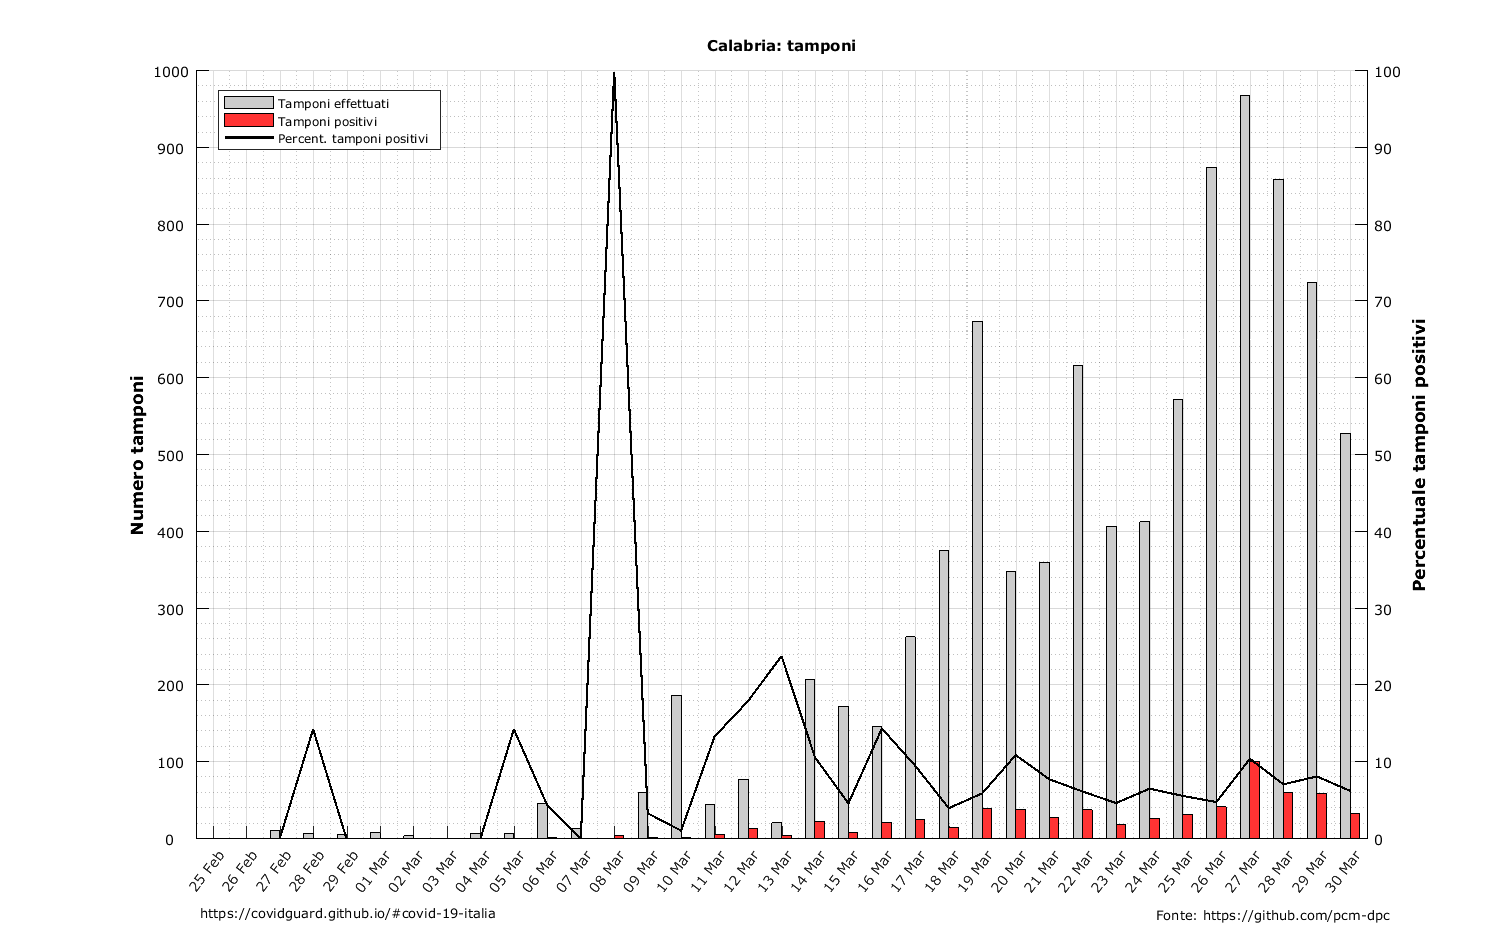 Calabria: tamponi
Tamponi effettuati
Tamponi positivi
Percent. tamponi positivi
Numero tamponi
1000
900
800
700
600
500
400
300
200
100
0
100
90
80
70
60
50
40
30
20
10
0
Percentuale tamponi positivi
25 Feb
26 Feb
27 Feb
28 Feb
29 Feb
01 Mar
02 Mar
03 Mar
04 Mar
05 Mar
06 Mar
07 Mar
08 Mar
09 Mar
10 Mar
11 Mar
12 Mar
13 Mar
14 Mar
15 Mar
16 Mar
17 Mar
18 Mar
19 Mar
20 Mar
21 Mar
22 Mar
23 Mar
24 Mar
25 Mar
26 Mar
27 Mar
28 Mar
29 Mar
30 Mar
https://covidguard.github.io/#covid-19-italia
Fonte: https://github.com/pcm-dpc